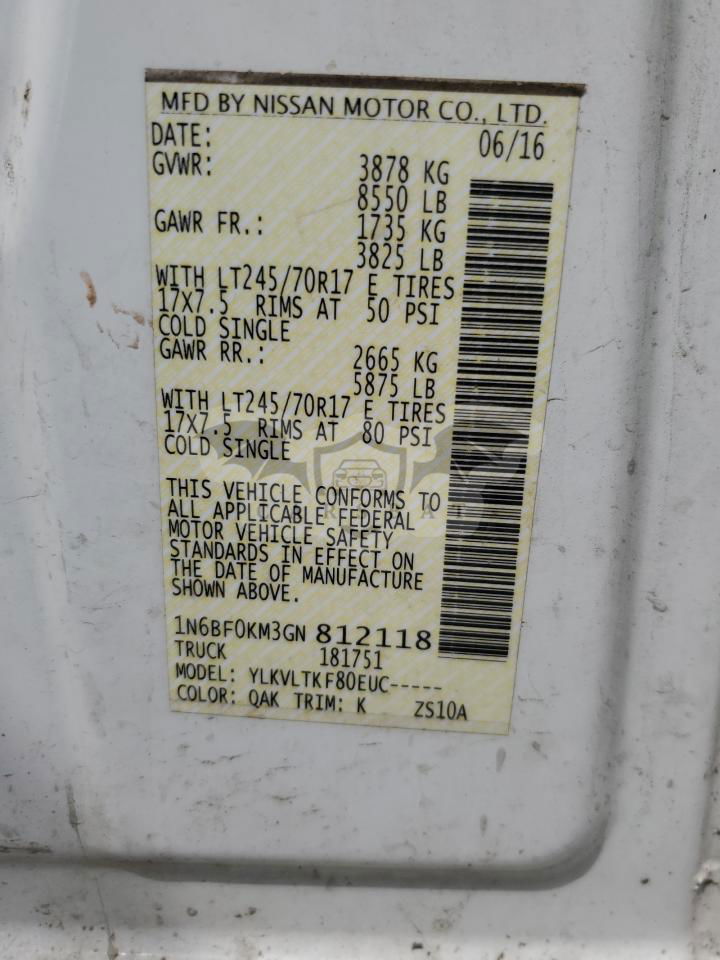 MFD BY NISSAN MOTOR CO., LTD.
DATE: 06/16
GVWR: 3878 KG
8550 LB
GAWR FR.: 1735 KG
3825 LB
WITH LT245/70R17 E TIRES
17X7.5 RIMS AT 50 PSI
COLD SINGLE
GAWR RR.: 2665 KG
5875 LB
WITH LT245/70R17 E TIRES
17X7.5 RIMS AT 80 PSI
COLD SINGLE
THIS VEHICLE CONFORMS TO
ALL APPLICABLE FEDERAL
MOTOR VEHICLE SAFETY
STANDARDS IN EFFECT ON
THE DATE OF MANUFACTURE
SHOWN ABOVE.
1N6BF0KM3GN 812118
TRUCK 181751
MODEL: YLKVLTKF80EUC-----
COLOR: QAK TRIM: K ZS10A